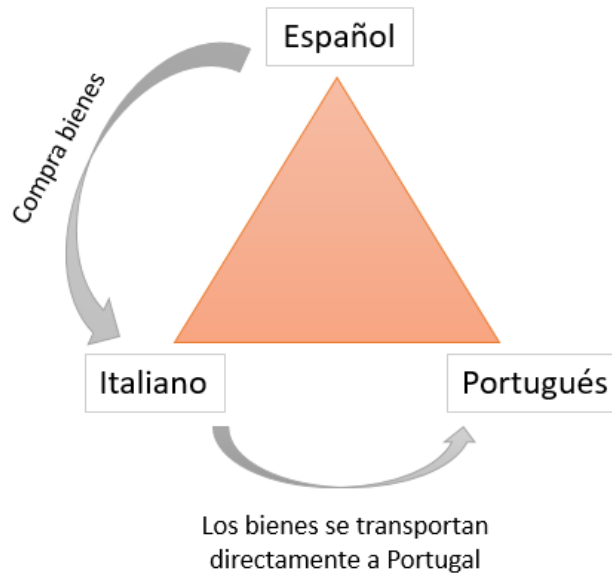 Español
Compra bienes
Italiano
Portugués
Los bienes se transportan
directamente a Portugal